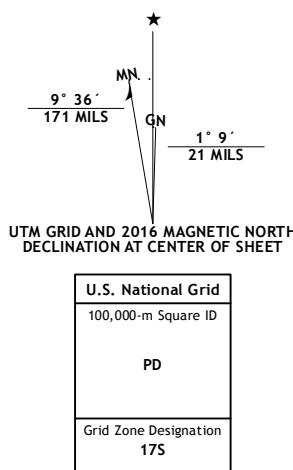 ★
MN
GN
9° 36´
171 MILS
1° 9´
21 MILS
UTM GRID AND 2016 MAGNETIC NORTH
DECLINATION AT CENTER OF SHEET
U.S. National Grid
100,000-m Square ID
PD
Grid Zone Designation
17S